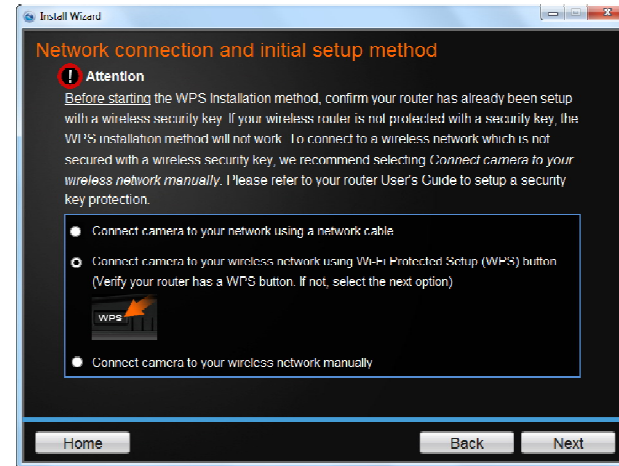 Install Wizard
Network connection and initial setup method
! Attention
Before starting the WPS Installation method, confirm your router has already been setup
with a wireless security key. If your wireless router is not protected with a security key, the
WPS installation method will not work. To connect to a wireless network which is not
secured with a wireless security key, we recommend selecting Connect camera to your
wireless network manually. Please refer to your router User's Guide to setup a security
key protection.
Connect camera to your network using a network cable
Connect camera to your wireless network using Wi-Fi Protected Setup (WPS) button
(Verify your router has a WPS button. If not, select the next option)
WPS
Connect camera to your wireless network manually
Home Back Next